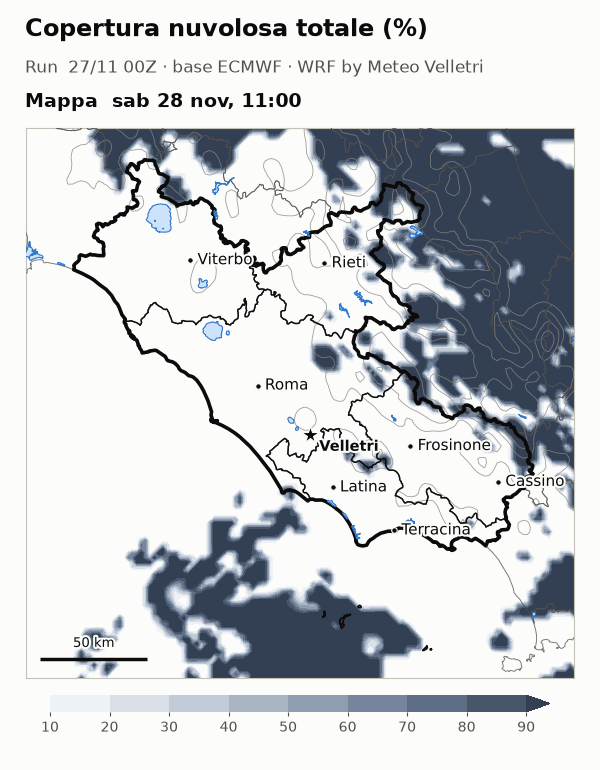 Copertura nuvolosa totale (%)
Run  27/11 00Z · base ECMWF · WRF by Meteo Velletri
Mappa  sab 28 nov, 11:00
Viterbo
Rieti
Roma
Velletri
Frosinone
Cassino
Latina
Terracina
50 km
10 20 30 40 50 60 70 80 90